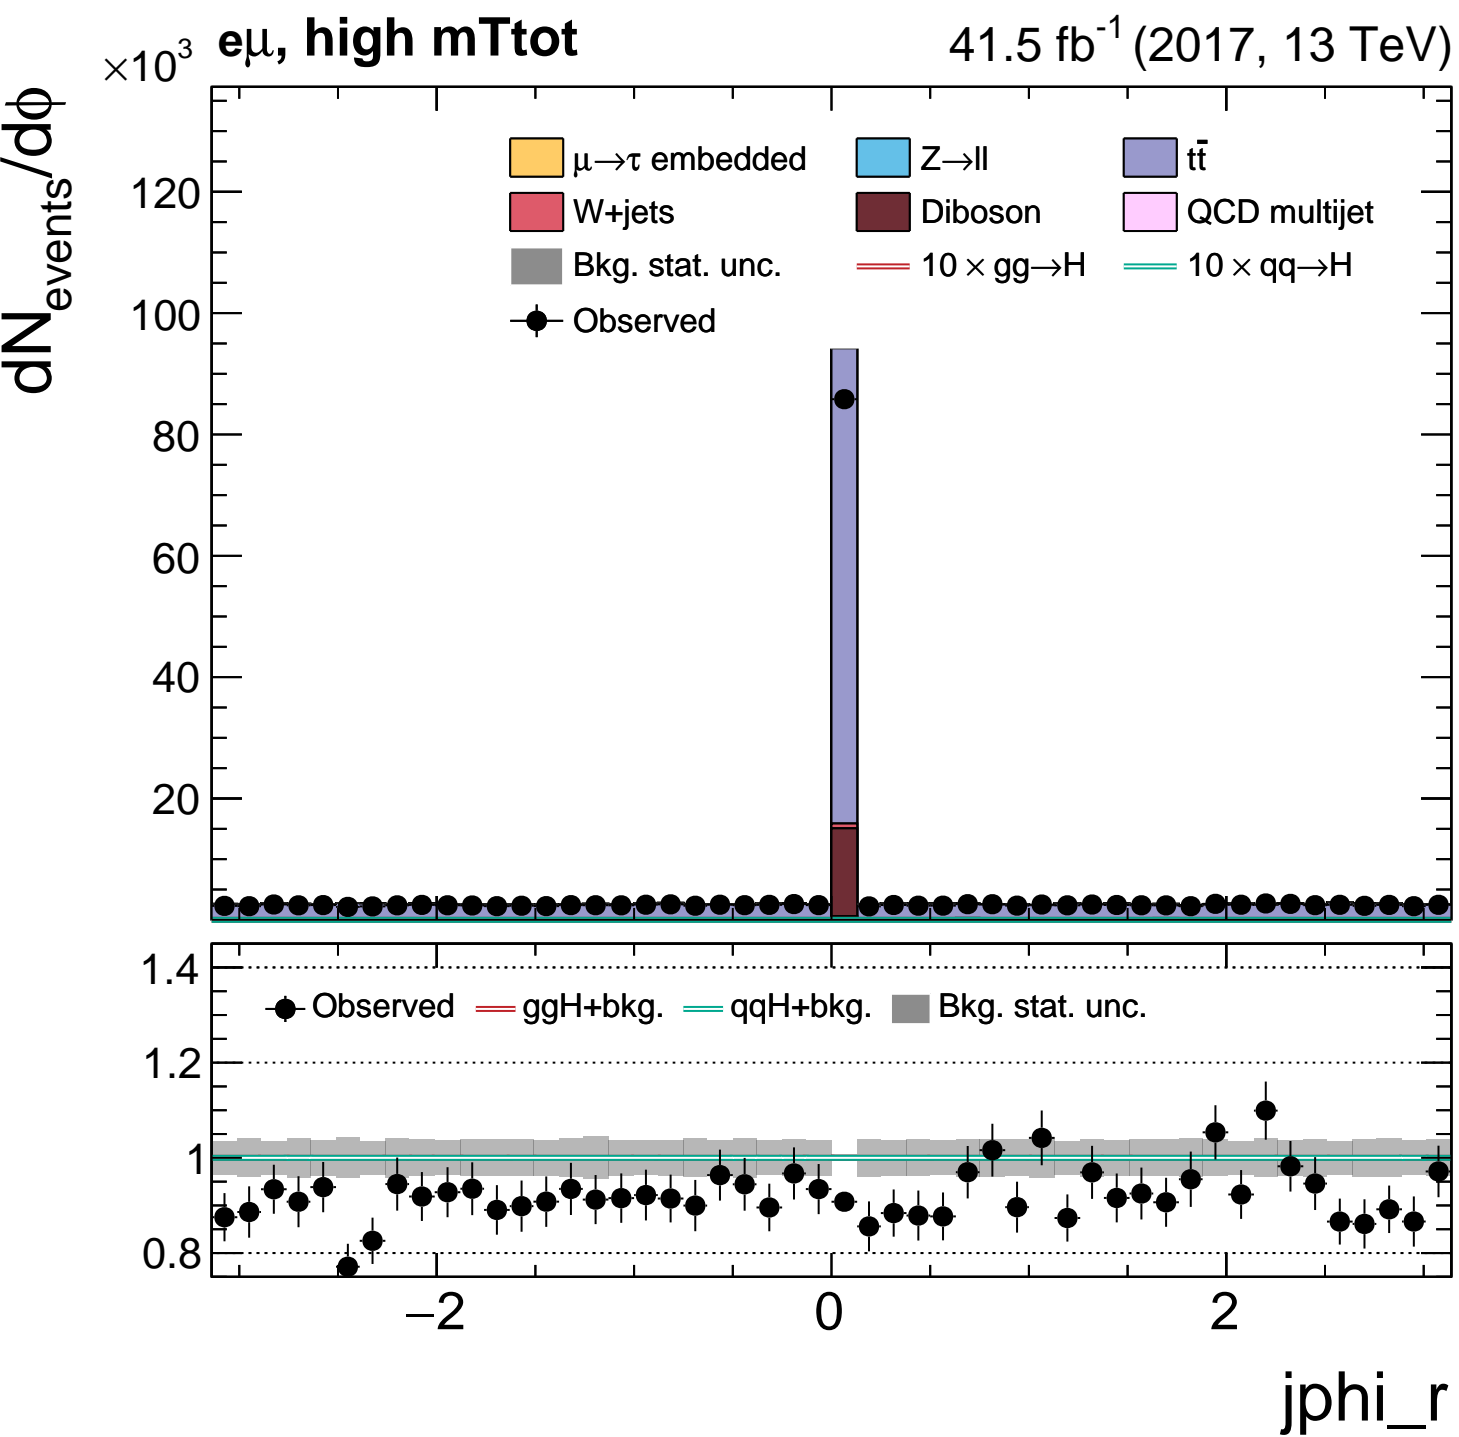 ×10³ eμ, high mTtot 41.5 fb⁻¹ (2017, 13 TeV)
dN_events/dϕ
μ→τ embedded Z→ll tt̄
W+jets Diboson QCD multijet
Bkg. stat. unc. 10 × gg→H 10 × qq→H
Observed
120
100
80
60
40
20
1.4
Observed ggH+bkg. qqH+bkg. Bkg. stat. unc.
1.2
1
0.8
−2 0 2
jphi_r